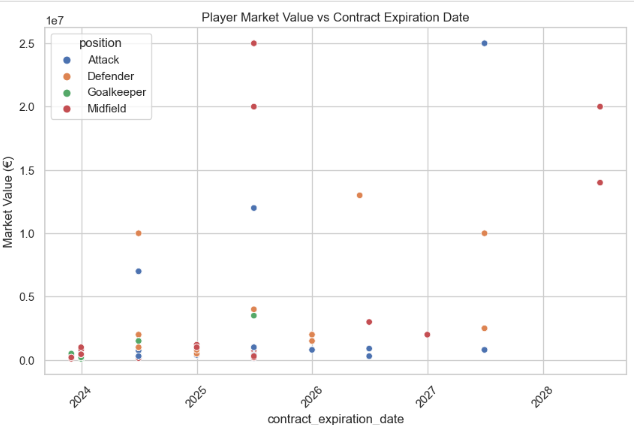 Player Market Value vs Contract Expiration Date
1e7
position
Attack
Defender
Goalkeeper
Midfield
2.5
2.0
1.5
1.0
0.5
0.0
Market Value (€)
2024
2025
2026
2027
2028
contract_expiration_date